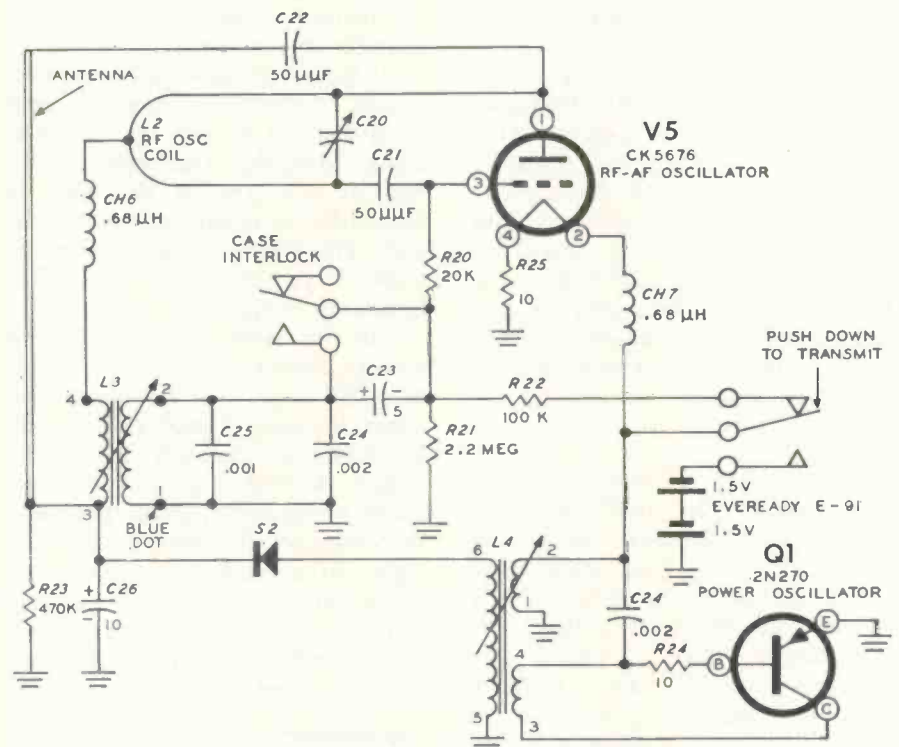 C22
50 µµF
ANTENNA
L2
RF OSC
COIL
C20
C21
50 µµF
1
V5
CK5676
RF-AF OSCILLATOR
3
4
2
CH6
.68µH
CASE
INTERLOCK
R20
20K
R25
10
CH7
.68µH
PUSH DOWN
TO TRANSMIT
4
L3
2
C23
+
-
5
R22
100 K
C25
.001
C24
.002
R21
2.2 MEG
3
1
BLUE
DOT
1.5V
EVEREADY E-91
1.5V
S2
L4
6
2
Q1
2N270
POWER OSCILLATOR
R23
470K
+
C26
-
10
1
C24
.002
4
R24
10
B
E
C
5
3